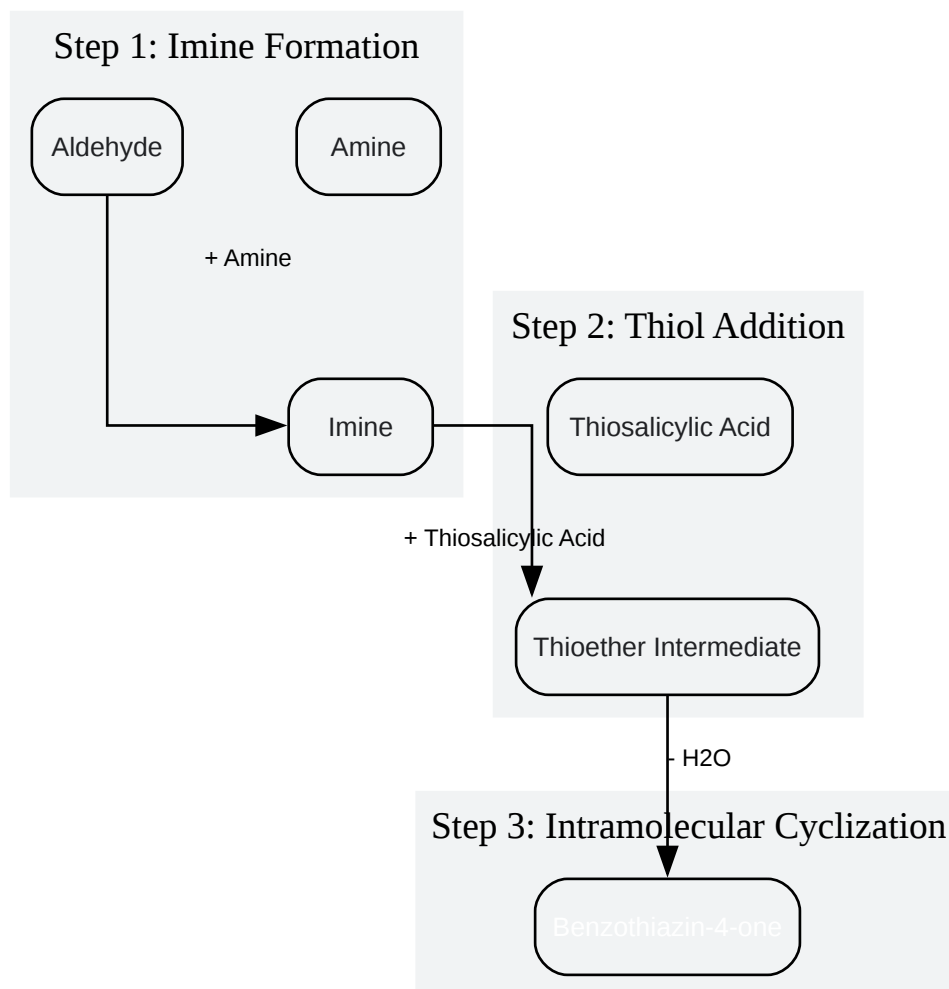 Step 1: Imine Formation
Aldehyde
Amine
+ Amine
Imine
Step 2: Thiol Addition
Thiosalicylic Acid
+ Thiosalicylic Acid
Thioether Intermediate
- H2O
Step 3: Intramolecular Cyclization
Benzothiazin-4-one